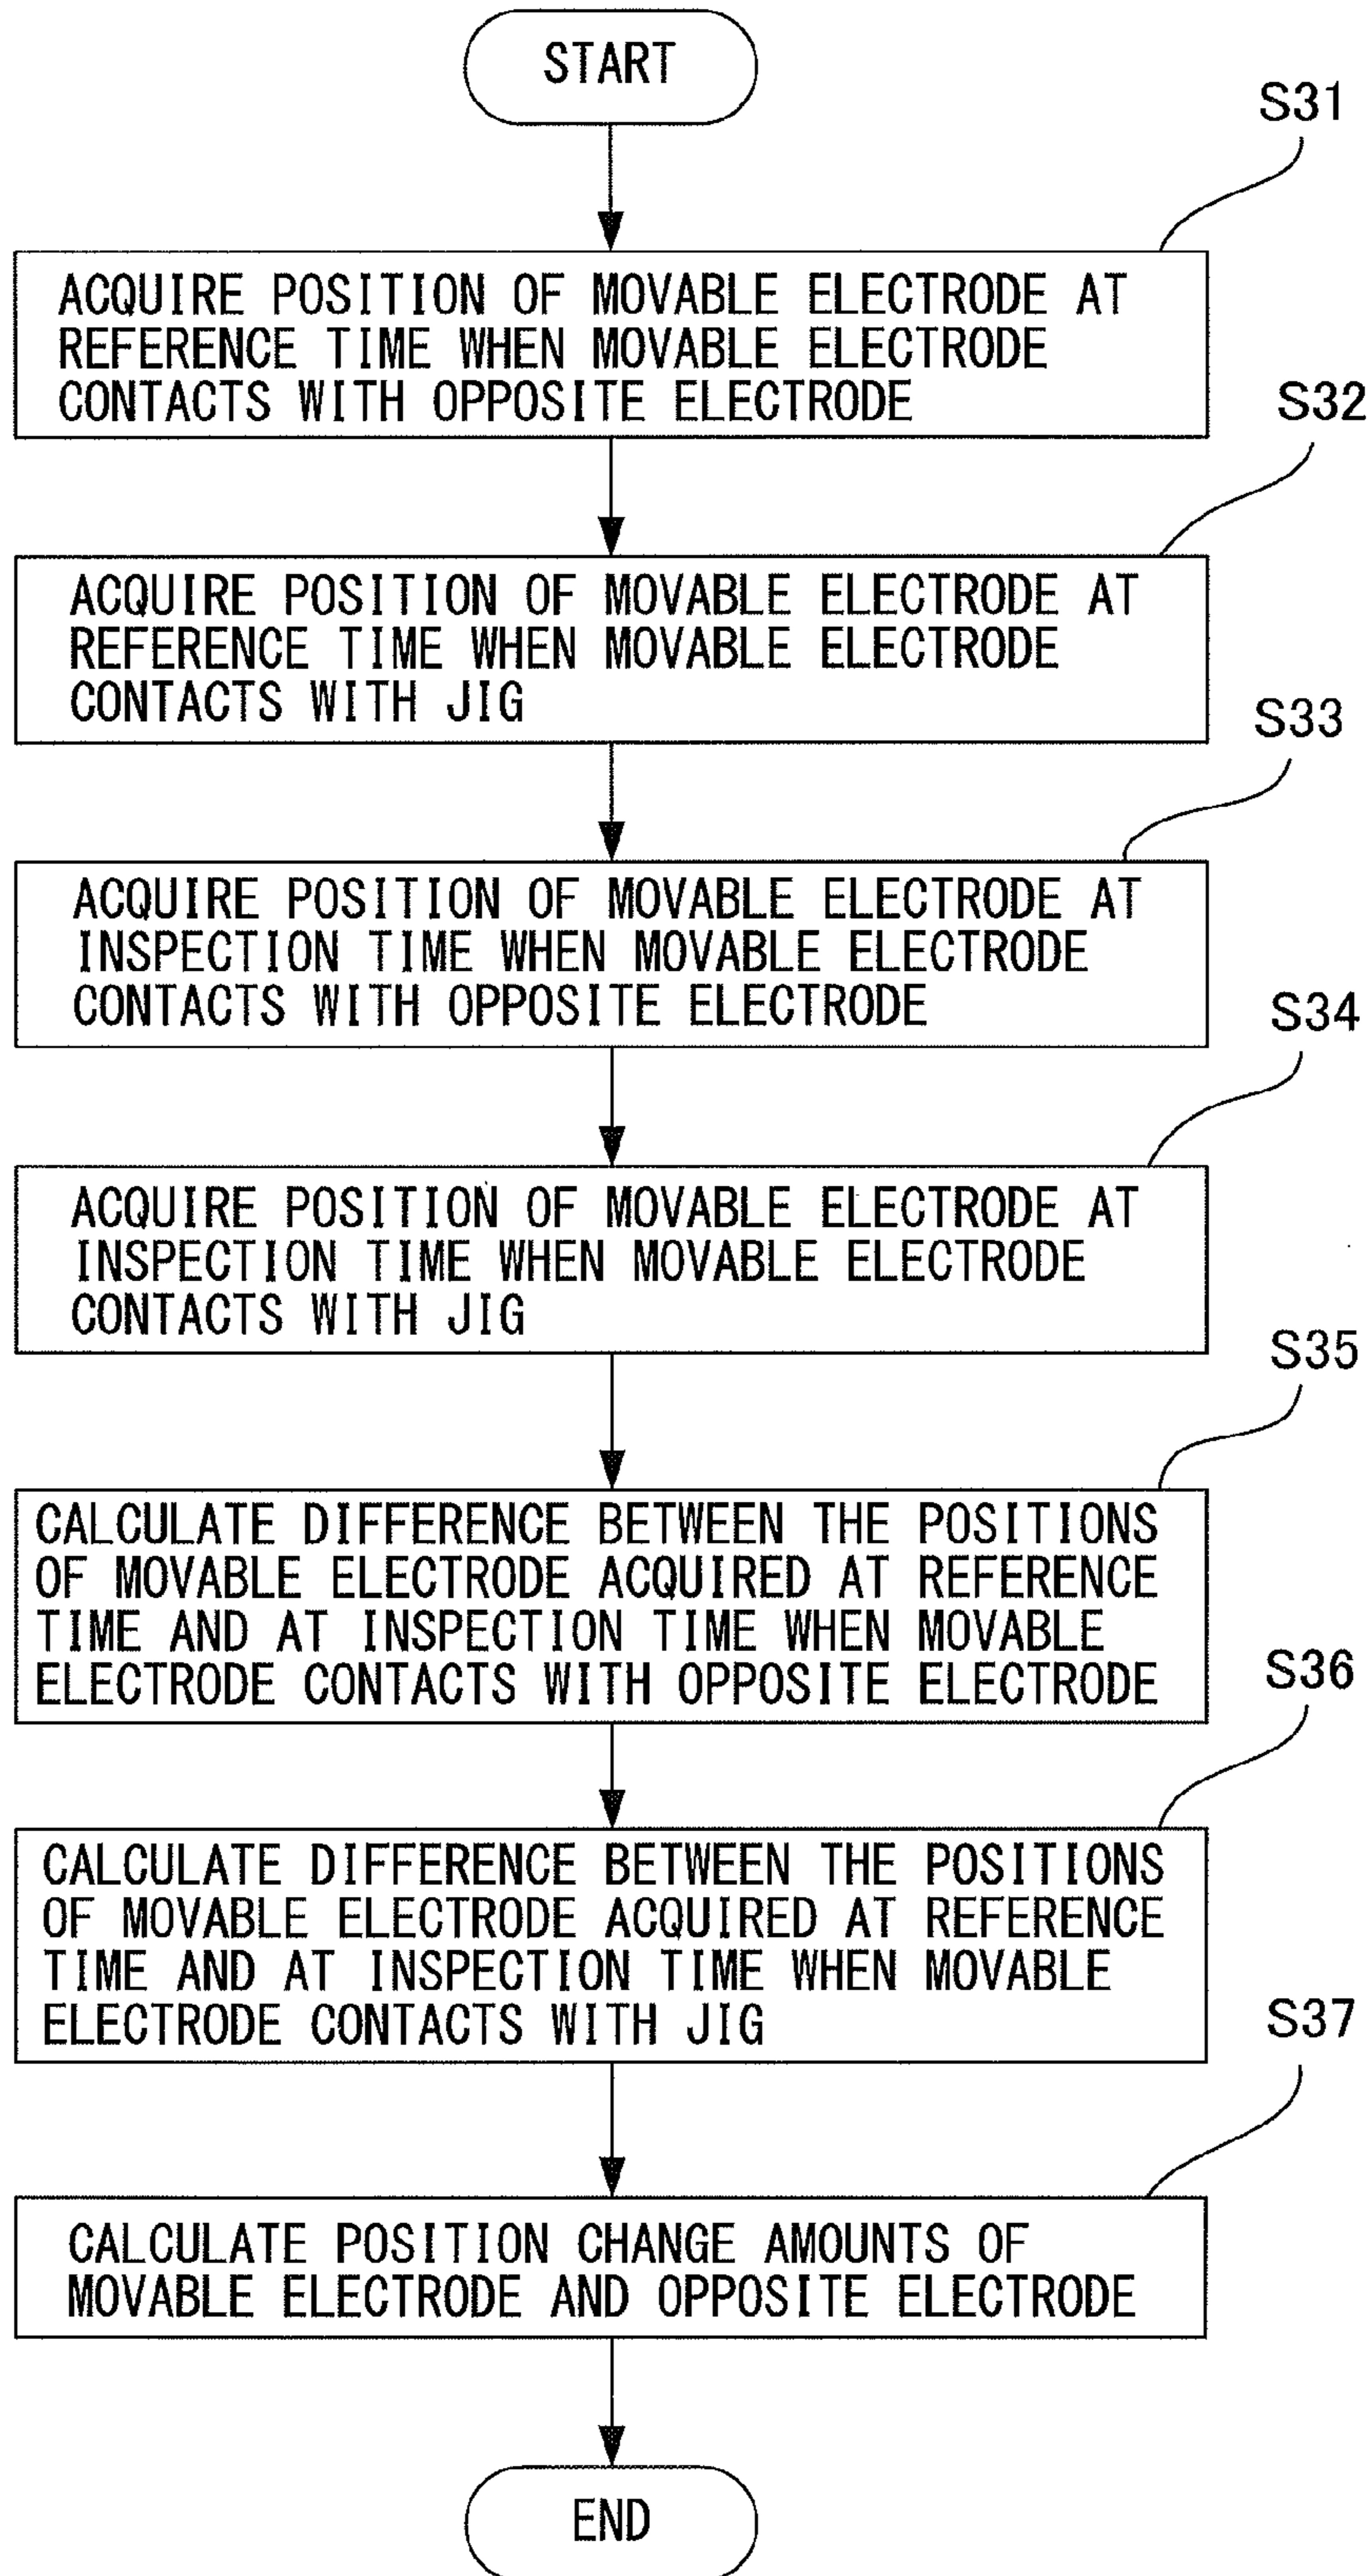 START
S31
ACQUIRE POSITION OF MOVABLE ELECTRODE AT
REFERENCE TIME WHEN MOVABLE ELECTRODE
CONTACTS WITH OPPOSITE ELECTRODE
S32
ACQUIRE POSITION OF MOVABLE ELECTRODE AT
REFERENCE TIME WHEN MOVABLE ELECTRODE
CONTACTS WITH JIG
S33
ACQUIRE POSITION OF MOVABLE ELECTRODE AT
INSPECTION TIME WHEN MOVABLE ELECTRODE
CONTACTS WITH OPPOSITE ELECTRODE
S34
ACQUIRE POSITION OF MOVABLE ELECTRODE AT
INSPECTION TIME WHEN MOVABLE ELECTRODE
CONTACTS WITH JIG
S35
CALCULATE DIFFERENCE BETWEEN THE POSITIONS
OF MOVABLE ELECTRODE ACQUIRED AT REFERENCE
TIME AND AT INSPECTION TIME WHEN MOVABLE
ELECTRODE CONTACTS WITH OPPOSITE ELECTRODE
S36
CALCULATE DIFFERENCE BETWEEN THE POSITIONS
OF MOVABLE ELECTRODE ACQUIRED AT REFERENCE
TIME AND AT INSPECTION TIME WHEN MOVABLE
ELECTRODE CONTACTS WITH JIG
S37
CALCULATE POSITION CHANGE AMOUNTS OF
MOVABLE ELECTRODE AND OPPOSITE ELECTRODE
END